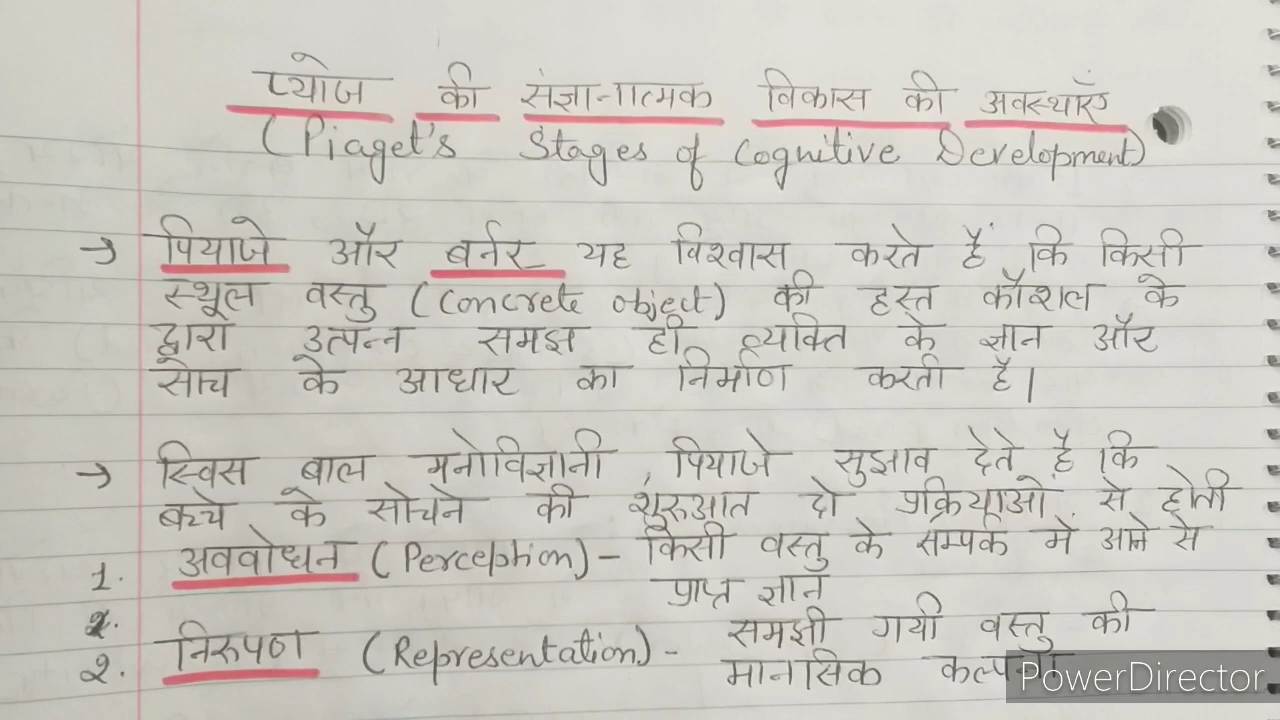 प्योज की संज्ञानात्मक विकास की अवस्थाएँ
(Piaget's Stages of Cognitive Development)
→ पियाजे और बर्नर यह विश्वास करते हैं कि किसी
स्थूल वस्तु (Concrete object) की हस्त कौशल के
द्वारा उत्पन्न समझ ही व्यक्ति के ज्ञान और
सोच के आधार का निर्माण करती है।
→ स्विस बाल मनोविज्ञानी, पियाजे सुझाव देते है कि
बच्चे के सोचने की शुरुआत दो प्रक्रियाओ से होती
1. अवबोधन (Perception) - किसी वस्तु के सम्पर्क मे आने से
प्राप्त ज्ञान
2. निरुपण (Representation) - समझी गयी वस्तु की
मानसिक कल्पना
PowerDirector